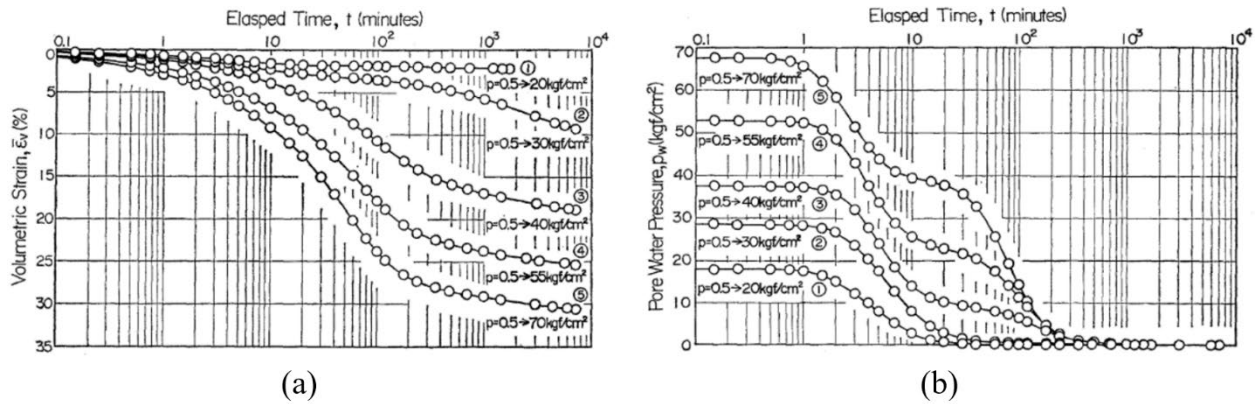 Elasped Time, t (minutes)
0.1 1 10 10² 10³ 10⁴
0
5
10
15
20
25
30
35
Volumetric Strain, ε̄v (%)
①
p=0.5→20kgf/cm²
②
p=0.5→30kgf/cm²
③
p=0.5→40kgf/cm²
④
p=0.5→55kgf/cm²
⑤
p=0.5→70kgf/cm²
(a)
Elasped Time, t (minutes)
0.1 1 10 10² 10³ 10⁴
70
60
50
40
30
20
10
0
Pore Water Pressure, pw(kgf/cm²)
p=0.5→70kgf/cm²
⑤
p=0.5→55kgf/cm²
④
p=0.5→40kgf/cm²
③
p=0.5→30kgf/cm²
②
p=0.5→20kgf/cm²
①
(b)